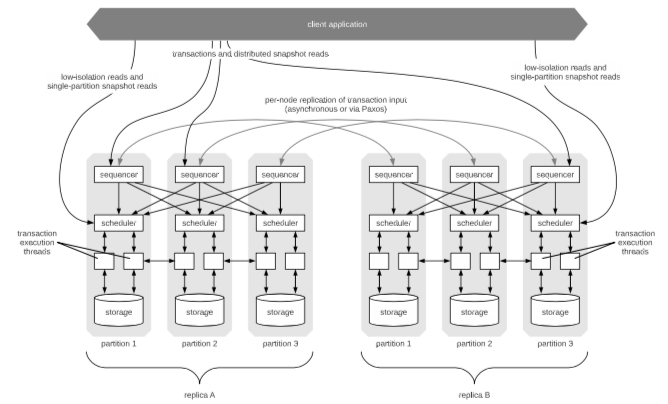 client application
transactions and distributed snapshot reads
low-isolation reads and
single-partition snapshot reads
low-isolation reads and
single-partition snapshot reads
per-node replication of transaction input
(asynchronous or via Paxos)
sequencer
sequencer
sequencer
sequencer
sequencer
sequencer
scheduler
scheduler
scheduler
scheduler
scheduler
scheduler
transaction
execution
threads
transaction
execution
threads
storage
storage
storage
storage
storage
storage
partition 1
partition 2
partition 3
partition 1
partition 2
partition 3
replica A
replica B